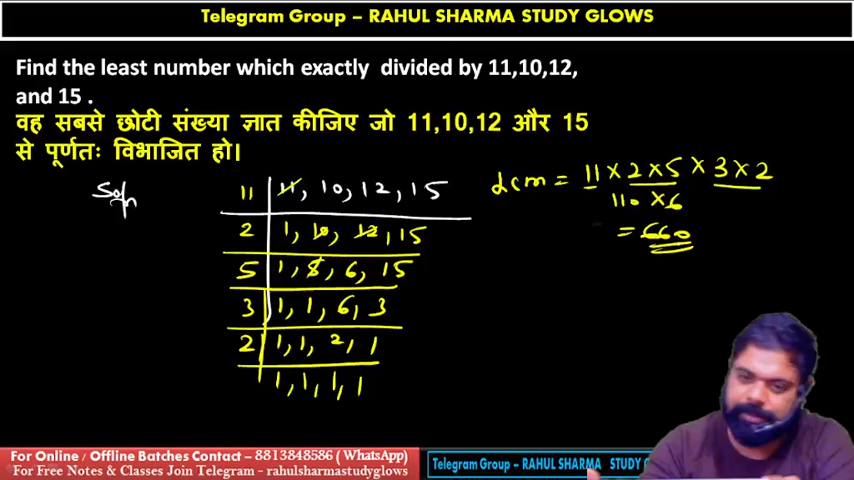 Telegram Group – RAHUL SHARMA STUDY GLOWS
Find the least number which exactly divided by 11,10,12,
and 15 .
वह सबसे छोटी संख्या ज्ञात कीजिए जो 11,10,12 और 15
से पूर्णतः विभाजित हो।
Soln
11 | 11, 10, 12, 15
2 | 1, 10, 12, 15
5 | 1, 5, 6, 15
3 | 1, 1, 6, 3
2 | 1, 1, 2, 1
1, 1, 1, 1
Lcm = 11 × 2 × 5 × 3 × 2
110 × 6
= 660
For Online / Offline Batches Contact – 8813848586 ( WhatsApp)
For Free Notes & Classes Join Telegram - rahulsharmastudyglows
Telegram Group – RAHUL SHARMA STUDY G